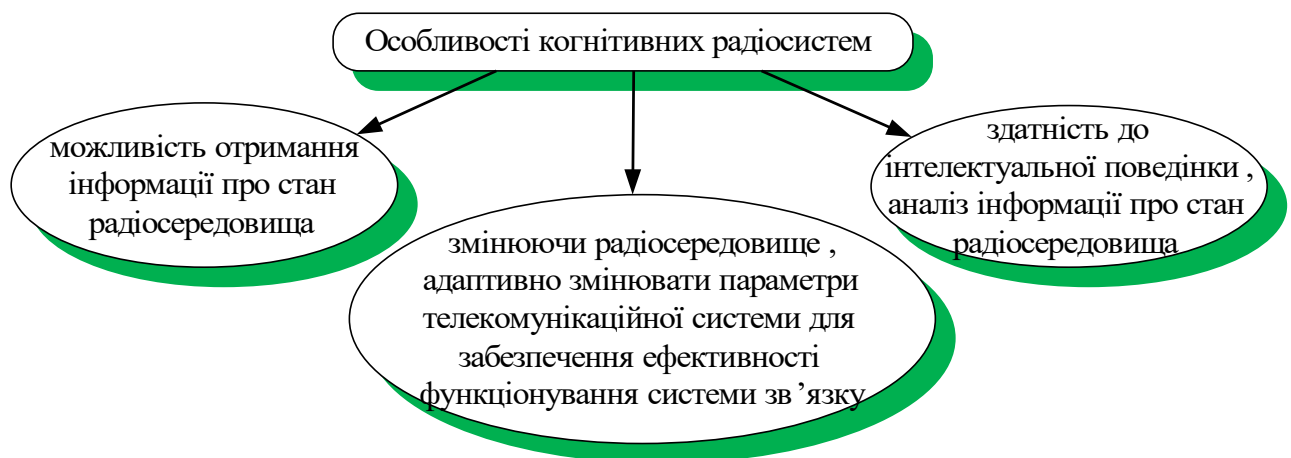 Особливості когнітивних радіосистем
можливість отримання
інформації про стан
радіосередовища
змінюючи радіосередовище ,
адаптивно змінювати параметри
телекомунікаційної системи для
забезпечення ефективності
функціонування системи зв ’язку
здатність до
інтелектуальної поведінки ,
аналіз інформації про стан
радіосередовища